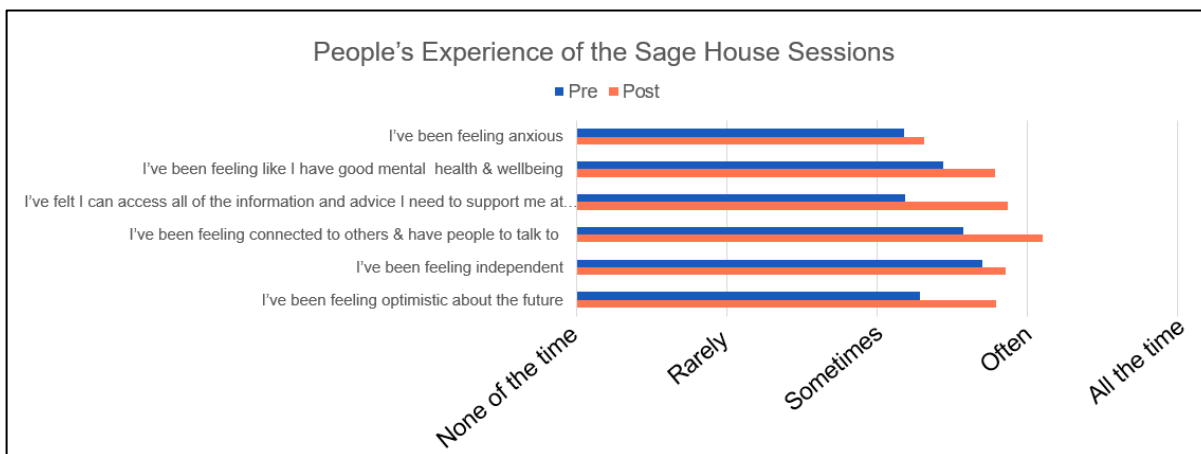 People’s Experience of the Sage House Sessions
Pre Post
I’ve been feeling anxious
I’ve been feeling like I have good mental health & wellbeing
I’ve felt I can access all of the information and advice I need to support me at...
I’ve been feeling connected to others & have people to talk to
I’ve been feeling independent
I’ve been feeling optimistic about the future
None of the time
Rarely
Sometimes
Often
All the time